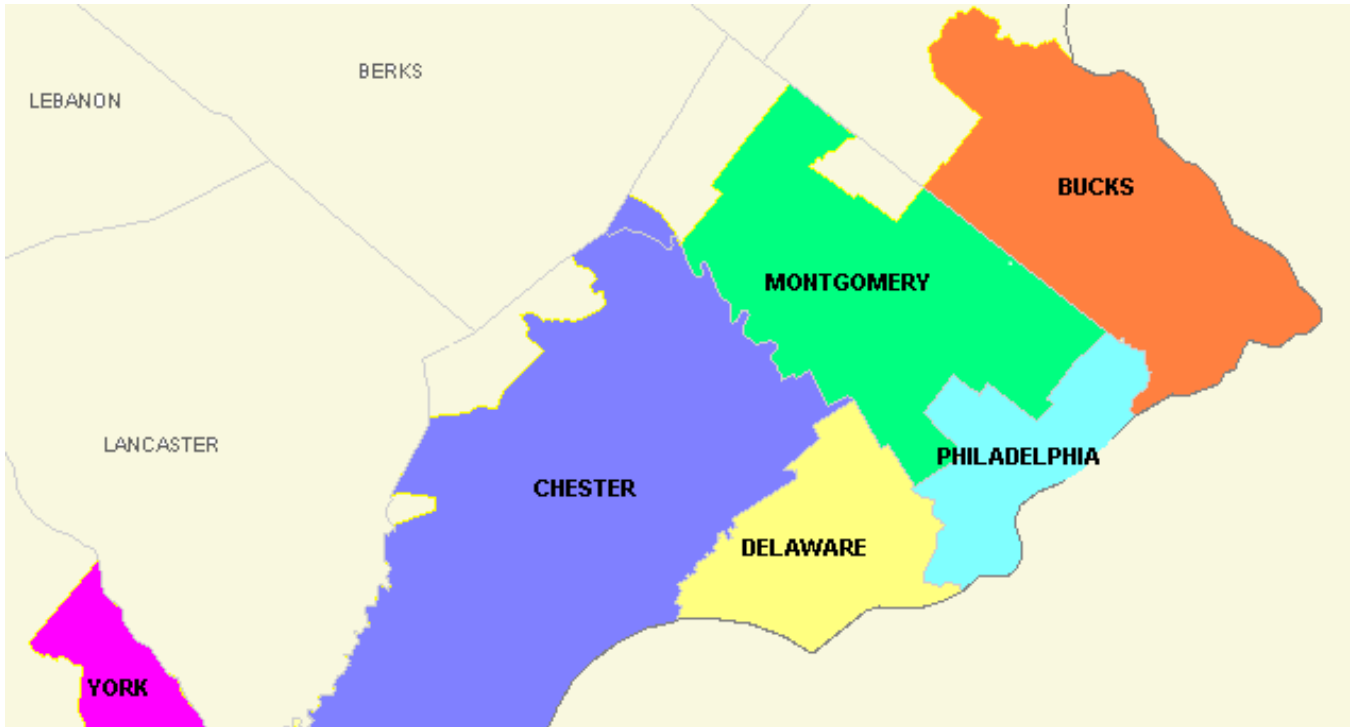 BERKS
LEBANON
BUCKS
MONTGOMERY
LANCASTER
PHILADELPHIA
CHESTER
DELAWARE
YORK